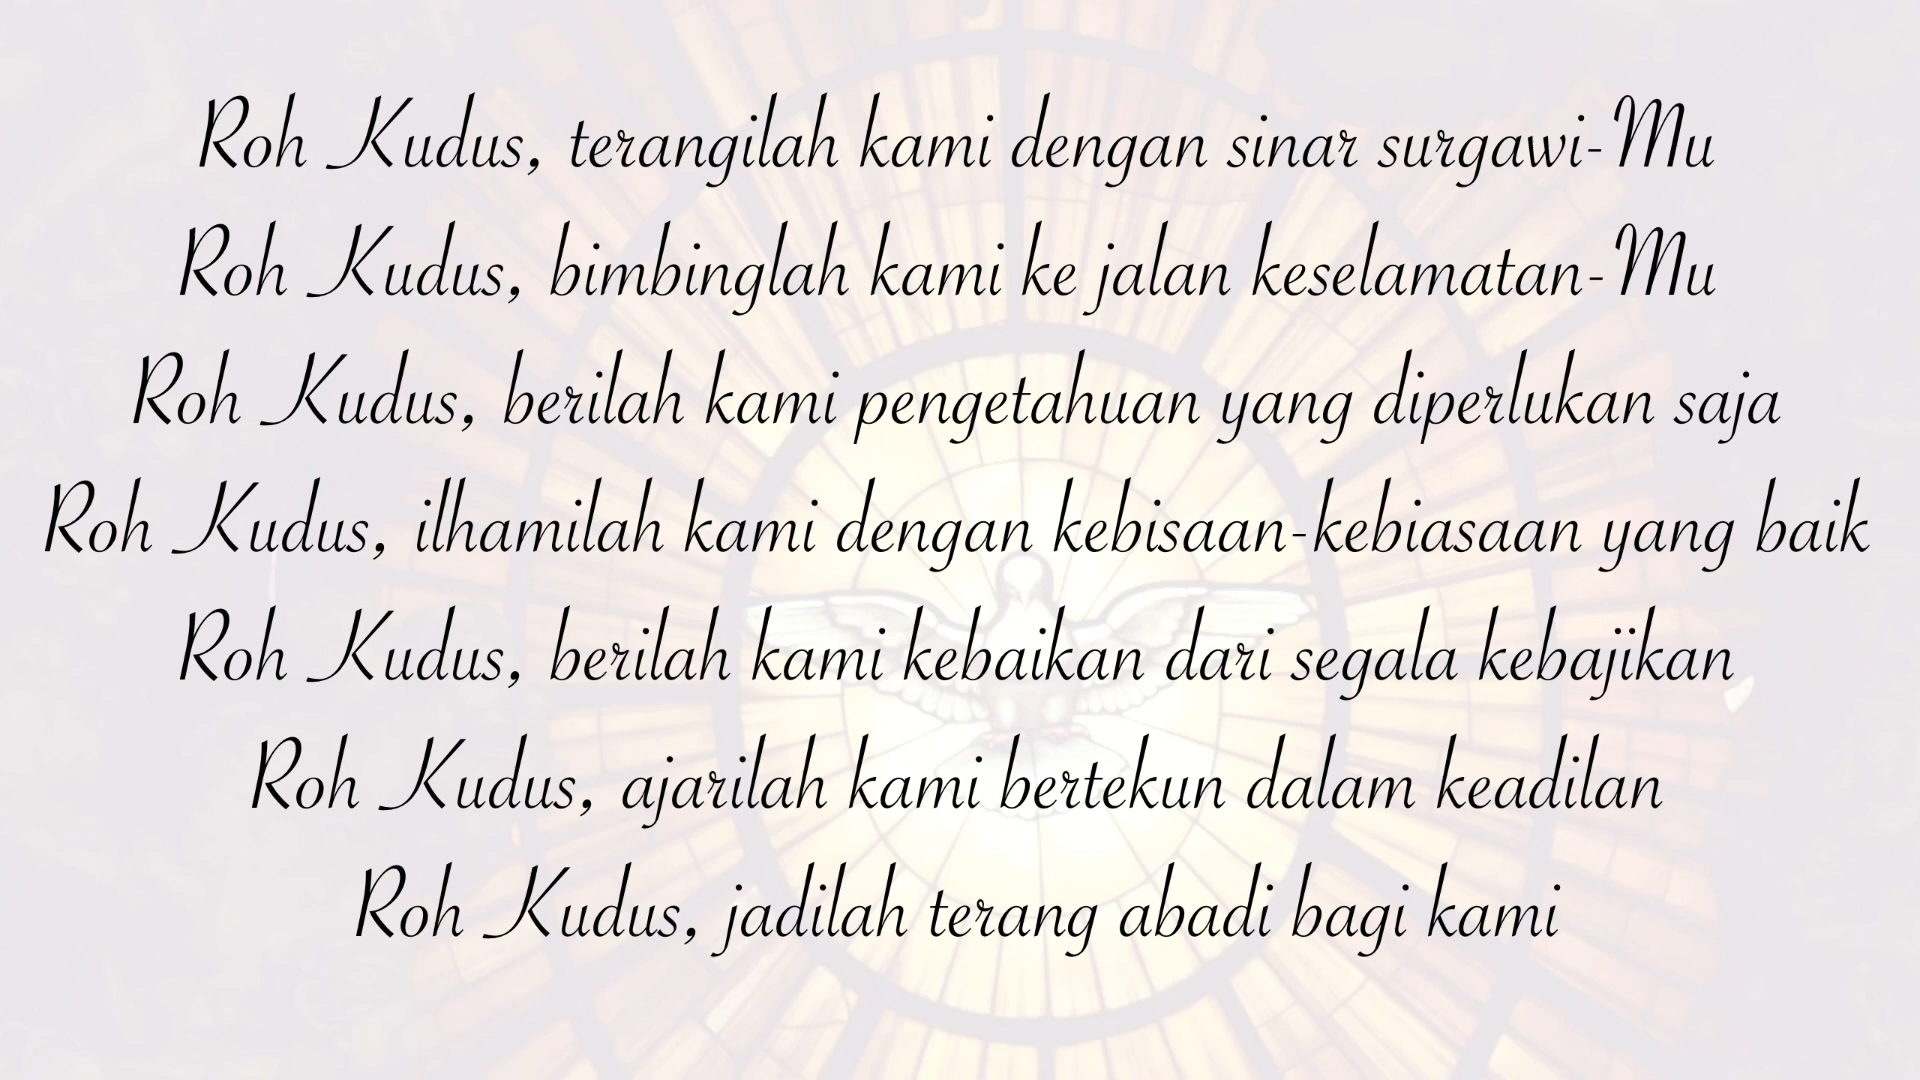 Roh Kudus, terangilah kami dengan sinar surgawi-Mu
Roh Kudus, bimbinglah kami ke jalan keselamatan-Mu
Roh Kudus, berilah kami pengetahuan yang diperlukan saja
Roh Kudus, ilhamilah kami dengan kebisaan-kebiasaan yang baik
Roh Kudus, berilah kami kebaikan dari segala kebajikan
Roh Kudus, ajarilah kami bertekun dalam keadilan
Roh Kudus, jadilah terang abadi bagi kami